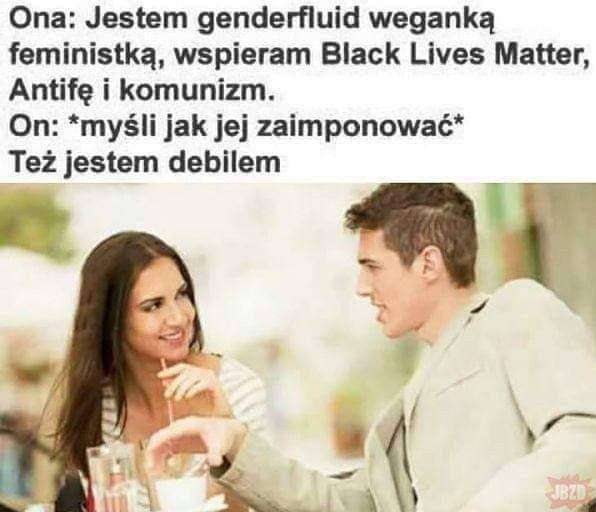 Ona: Jestem genderfluid weganką
feministką, wspieram Black Lives Matter,
Antifę i komunizm.
On: *myśli jak jej zaimponować*
Też jestem debilem
JBZD